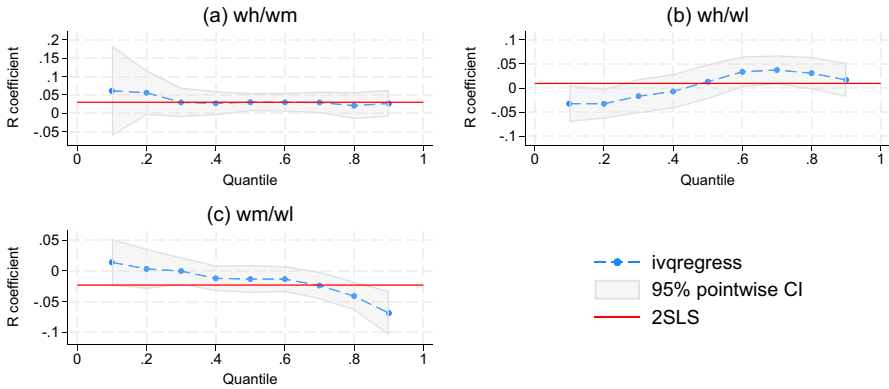 (a) wh/wm
R coefficient
.2
.15
.1
.05
0
-.05
0 .2 .4 .6 .8 1
Quantile
(b) wh/wl
R coefficient
.1
.05
0
-.05
-.1
0 .2 .4 .6 .8 1
Quantile
(c) wm/wl
R coefficient
.05
0
-.05
-.1
0 .2 .4 .6 .8 1
Quantile
ivqregress
95% pointwise CI
2SLS